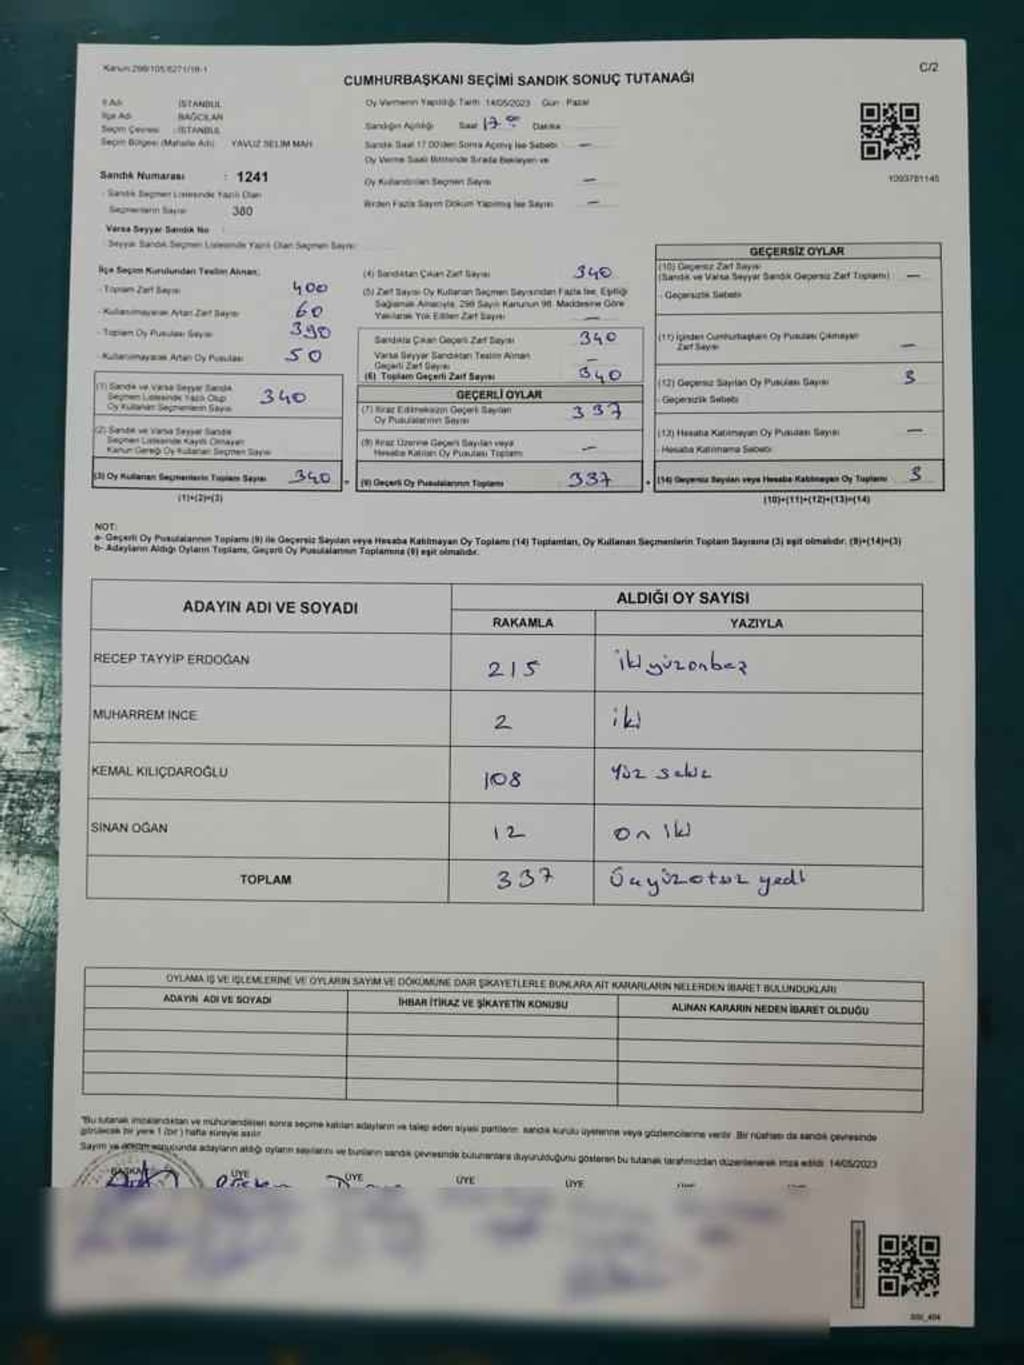 Kanun:298/105/6271/18-1
C/2
CUMHURBAŞKANI SEÇİMİ SANDIK SONUÇ TUTANAĞI
İl Adı : İSTANBUL
İlçe Adı : BAĞCILAR
Seçim Çevresi : İSTANBUL
Seçim Bölgesi (Mahalle Adı) : YAVUZ SELİM MAH
Oy Vermenin Yapıldığı Tarih : 14/05/2023 Gün : Pazar
Sandığın Açıldığı Saat 17.00 Dakika
Sandık Saat 17.00'den Sonra Açılmış İse Sebebi —
Oy Verme Saati Bitiminde Sırada Bekleyen ve
Oy Kullandırılan Seçmen Sayısı —
Birden Fazla Sayım Döküm Yapılmış İse Sayısı —
1093781145
Sandık Numarası : 1241
- Sandık Seçmen Listesinde Yazılı Olan
Seçmenlerin Sayısı 380
Varsa Seyyar Sandık No :
- Seyyar Sandık Seçmen Listesinde Yazılı Olan Seçmen Sayısı
İlçe Seçim Kurulundan Teslim Alınan:
- Toplam Zarf Sayısı 400
- Kullanılmayarak Artan Zarf Sayısı 60
- Toplam Oy Pusulası Sayısı 390
- Kullanılmayarak Artan Oy Pusulası 50
(1) Sandık ve Varsa Seyyar Sandık
Seçmen Listesinde Yazılı Olup
Oy Kullanan Seçmenlerin Sayısı 340
(2) Sandık ve Varsa Seyyar Sandık
Seçmen Listesinde Kayıtlı Olmayan
Kanun Gereği Oy Kullanan Seçmen Sayısı
(3) Oy Kullanan Seçmenlerin Toplam Sayısı 340
(1)+(2)=(3)
(4) Sandıktan Çıkan Zarf Sayısı 340
(5) Zarf Sayısı Oy Kullanan Seçmen Sayısından Fazla İse, Eşitliği
Sağlamak Amacıyla, 298 Sayılı Kanunun 98. Maddesine Göre
Yakılarak Yok Edilen Zarf Sayısı —
Sandıkta Çıkan Geçerli Zarf Sayısı 340
Varsa Seyyar Sandıktan Teslim Alınan
Geçerli Zarf Sayısı —
(6) Toplam Geçerli Zarf Sayısı 340
GEÇERLİ OYLAR
(7) İtiraz Edilmeksizin Geçerli Sayılan
Oy Pusulalarının Sayısı 337
(8) İtiraz Üzerine Geçerli Sayılan veya
Hesaba Katılan Oy Pusulası Toplamı —
(9) Geçerli Oy Pusulalarının Toplamı 337
GEÇERSİZ OYLAR
(10) Geçersiz Zarf Sayısı
(Sandık ve Varsa Seyyar Sandık Geçersiz Zarf Toplamı) —
- Geçersizlik Sebebi
(11) İçinden Cumhurbaşkanı Oy Pusulası Çıkmayan
Zarf Sayısı —
(12) Geçersiz Sayılan Oy Pusulası Sayısı 3
- Geçersizlik Sebebi
(13) Hesaba Katılmayan Oy Pusulası Sayısı —
- Hesaba Katılmama Sebebi
(14) Geçersiz Sayılan veya Hesaba Katılmayan Oy Toplamı 3
(10)+(11)+(12)+(13)=(14)
NOT:
a- Geçerli Oy Pusulalarının Toplamı (9) ile Geçersiz Sayılan veya Hesaba Katılmayan Oy Toplamı (14) Toplamları, Oy Kullanan Seçmenlerin Toplam Sayısına (3) eşit olmalıdır. (9)+(14)=(3)
b- Adayların Aldığı Oyların Toplamı, Geçerli Oy Pusulalarının Toplamına (9) eşit olmalıdır.
ADAYIN ADI VE SOYADI
ALDIĞI OY SAYISI
RAKAMLA YAZIYLA
RECEP TAYYİP ERDOĞAN 215 ikiyüzonbeş
MUHARREM İNCE 2 iki
KEMAL KILIÇDAROĞLU 108 Yüz sekiz
SİNAN OĞAN 12 on iki
TOPLAM 337 Üçyüzotuz yedi
OYLAMA İŞ VE İŞLEMLERİNE VE OYLARIN SAYIM VE DÖKÜMÜNE DAİR ŞİKAYETLERLE BUNLARA AİT KARARLARIN NELERDEN İBARET BULUNDUKLARI
ADAYIN ADI VE SOYADI
İHBAR İTİRAZ VE ŞİKAYETİN KONUSU
ALINAN KARARIN NEDEN İBARET OLDUĞU
*Bu tutanak imzalandıktan ve mühürlendikten sonra seçime katılan adayların ve talep eden siyasi partilerin sandık kurulu üyelerine veya gözlemcilerine verilir. Bir nüshası da sandık çevresinde
görülecek bir yere 1 (bir) hafta süreyle asılır.
Sayım ve döküm sonucunda adayların aldığı oyların sayılarını ve bunların sandık çevresinde bulunanlara duyurulduğunu gösteren bu tutanak tarafımızdan düzenlenerek imza edildi. 14/05/2023
BAŞKAN ÜYE ÜYE ÜYE ÜYE